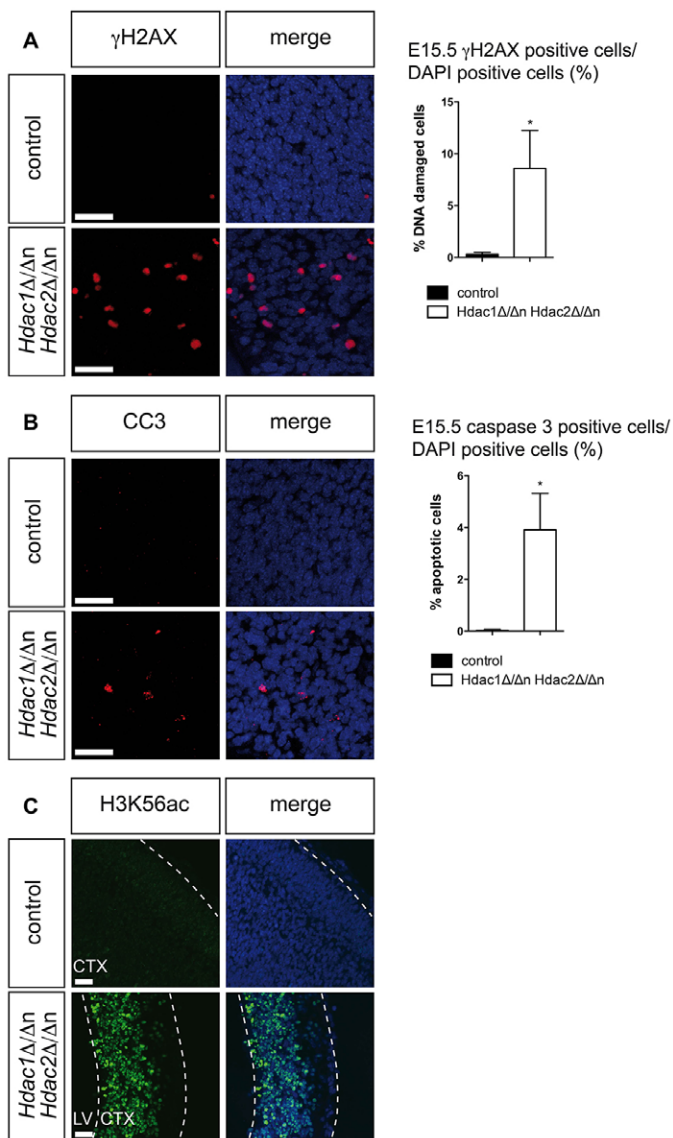 A
γH2AX
merge
control
Hdac1Δ/Δn
Hdac2Δ/Δn
E15.5 γH2AX positive cells/
DAPI positive cells (%)
15
10
5
0
% DNA damaged cells
*
control
Hdac1Δ/Δn Hdac2Δ/Δn
B
CC3
merge
control
Hdac1Δ/Δn
Hdac2Δ/Δn
E15.5 caspase 3 positive cells/
DAPI positive cells (%)
6
4
2
0
% apoptotic cells
*
control
Hdac1Δ/Δn Hdac2Δ/Δn
C
H3K56ac
merge
control
CTX
Hdac1Δ/Δn
Hdac2Δ/Δn
LV CTX